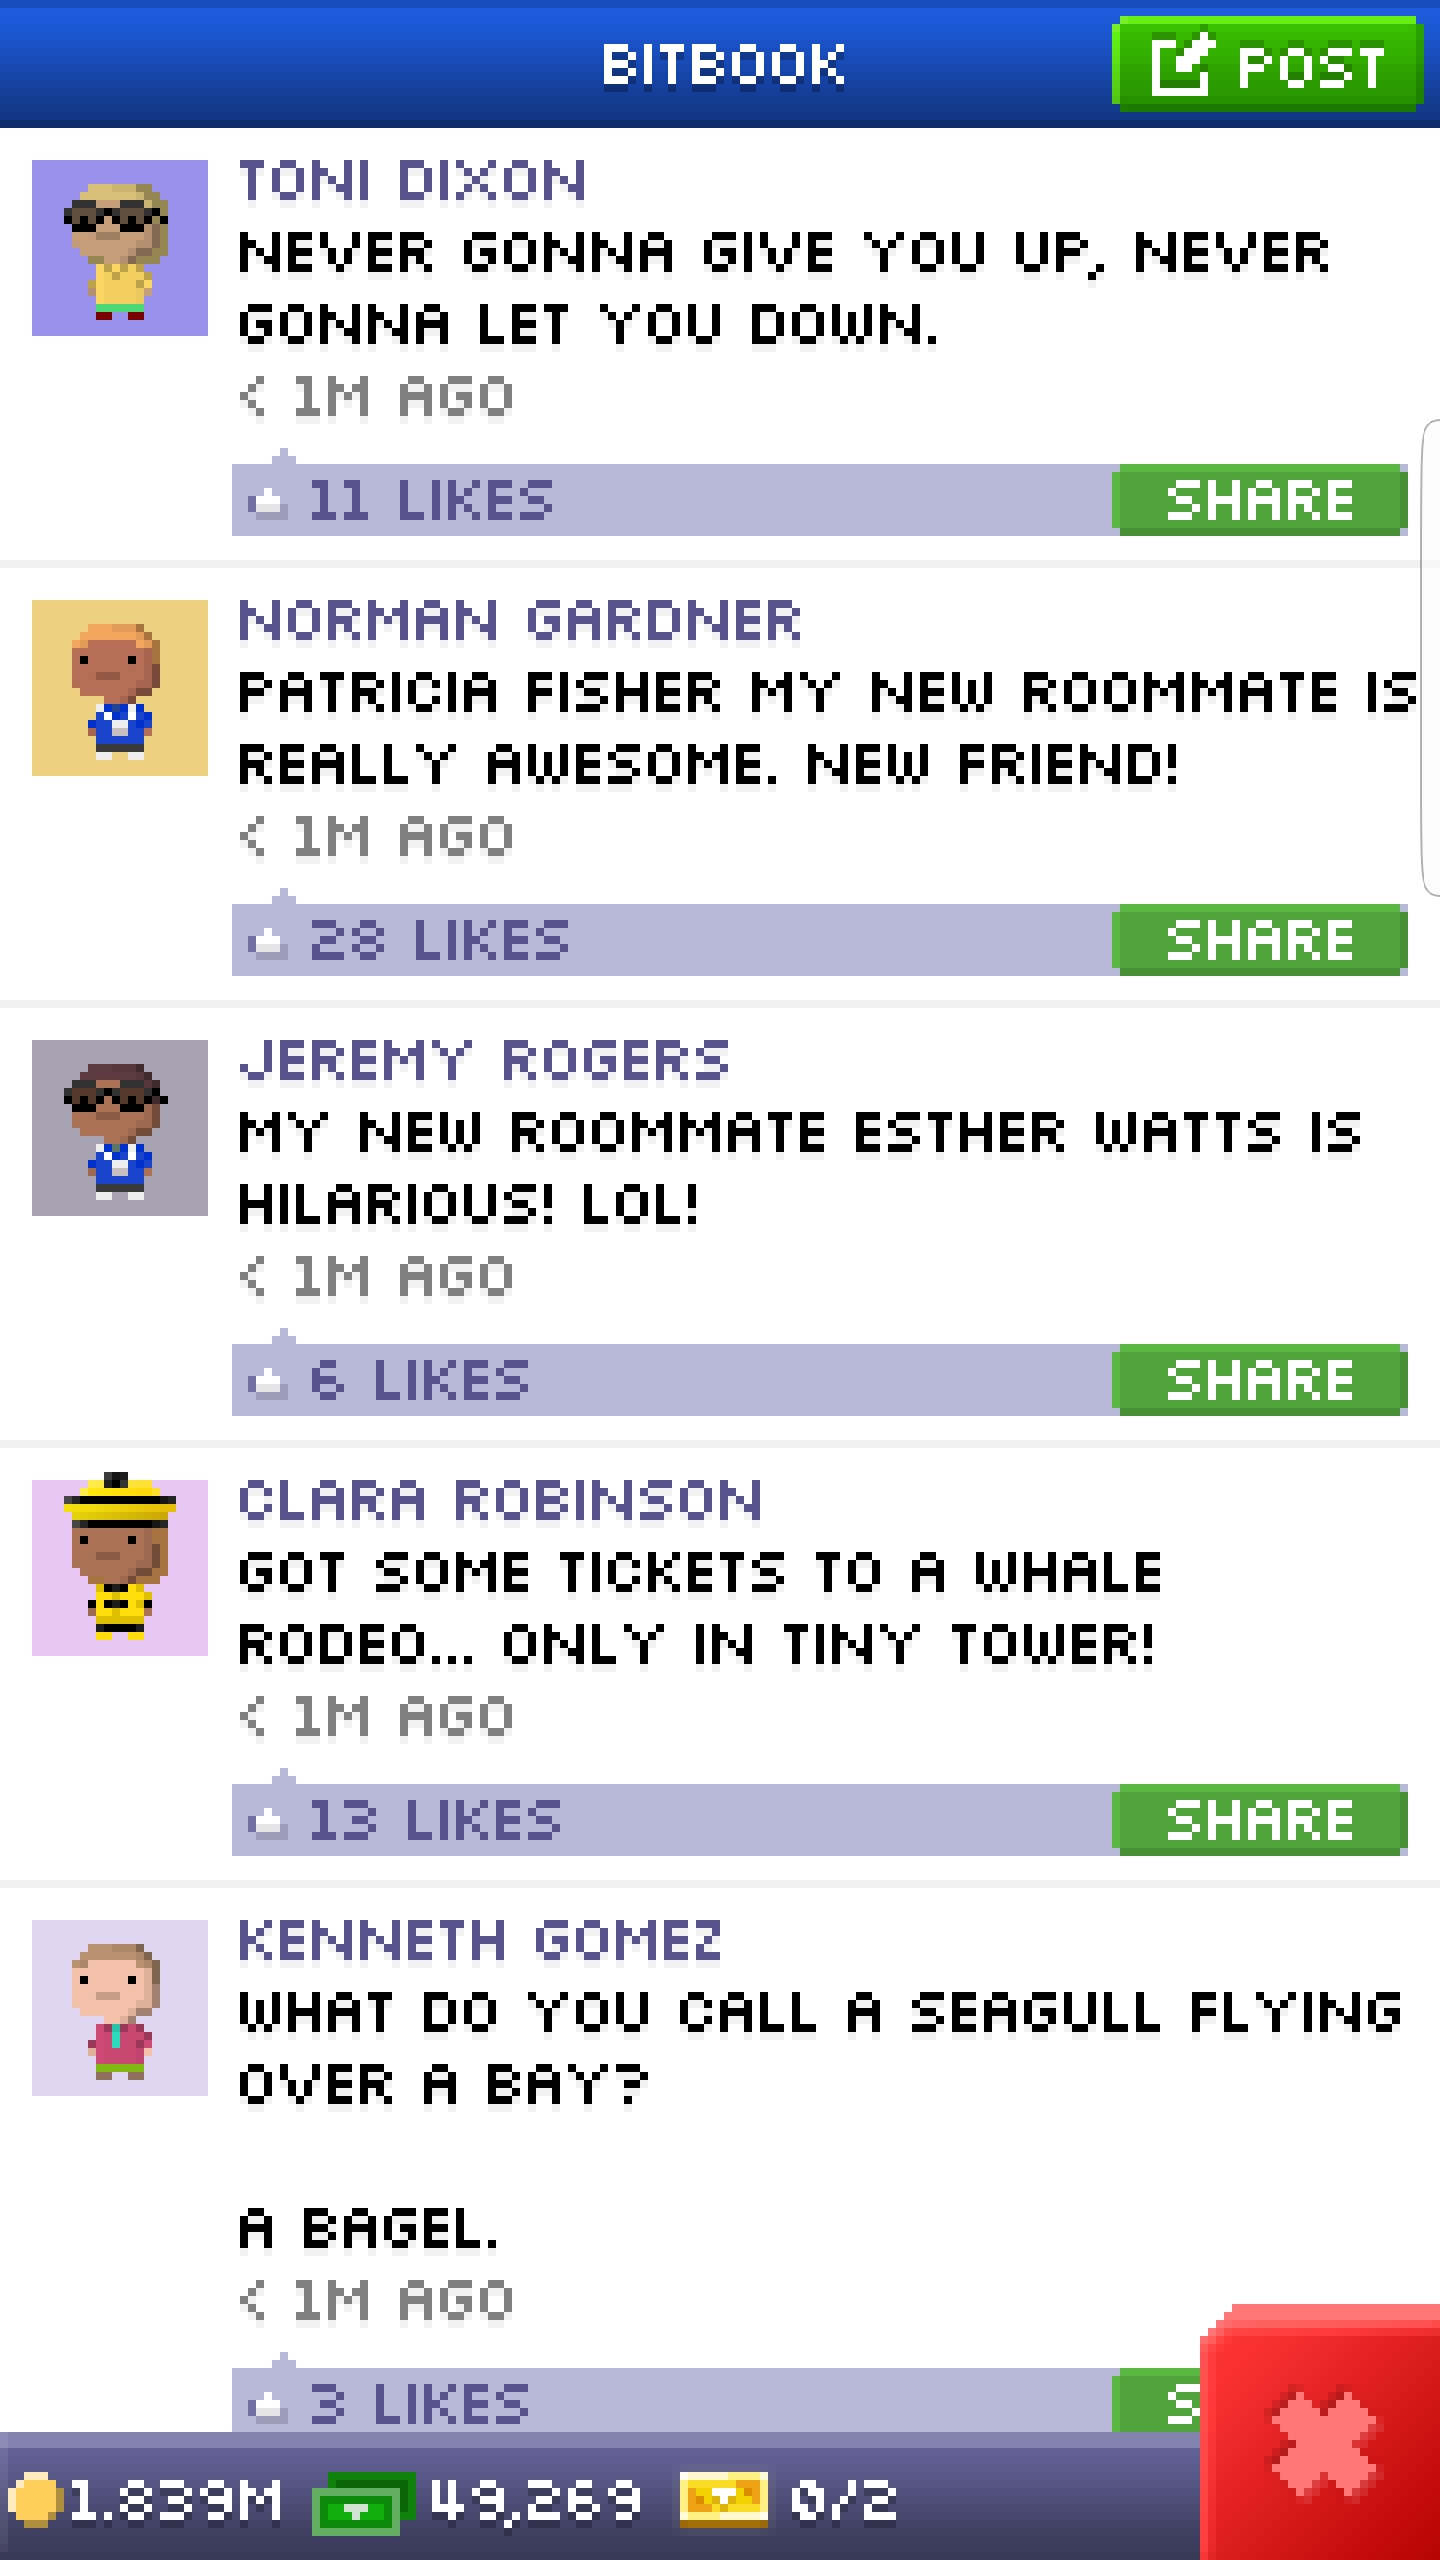 BITBOOK
POST
TONI DIXON
NEVER GONNA GIVE YOU UP, NEVER
GONNA LET YOU DOWN.
< 1M AGO
11 LIKES
SHARE
NORMAN GARDNER
PATRICIA FISHER MY NEW ROOMMATE IS
REALLY AWESOME. NEW FRIEND!
< 1M AGO
28 LIKES
SHARE
JEREMY ROGERS
MY NEW ROOMMATE ESTHER WATTS IS
HILARIOUS! LOL!
< 1M AGO
6 LIKES
SHARE
CLARA ROBINSON
GOT SOME TICKETS TO A WHALE
RODEO... ONLY IN TINY TOWER!
< 1M AGO
13 LIKES
SHARE
KENNETH GOMEZ
WHAT DO YOU CALL A SEAGULL FLYING
OVER A BAY?
A BAGEL.
< 1M AGO
3 LIKES
1.839M
49,269
0/2